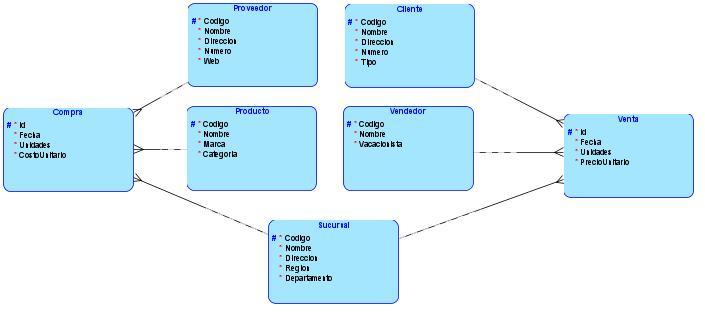 Proveedor
# * Codigo
* Nombre
* Direccion
* Numero
* Web
Cliente
# * Codigo
* Nombre
* Direccion
* Numero
* Tipo
Compra
# * Id
* Fecha
* Unidades
* CostoUnitario
Producto
# * Codigo
* Nombre
* Marca
* Categoria
Vendedor
# * Codigo
* Nombre
* Vacacionista
Venta
# * Id
* Fecha
* Unidades
* PrecioUnitario
Sucursal
# * Codigo
* Nombre
* Direccion
* Region
* Departamento